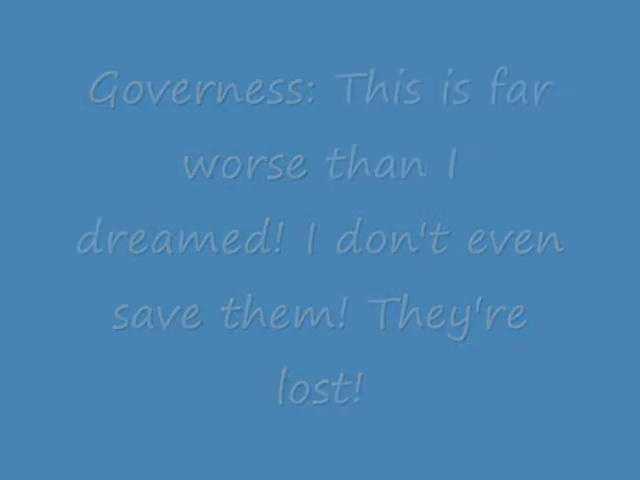 Governess: This is far
worse than I
dreamed! I don't even
save them! They're
lost!